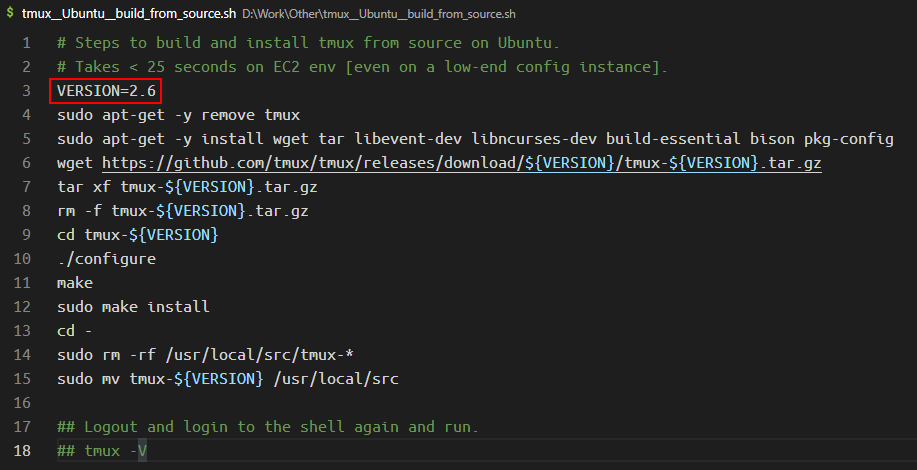 $ tmux__Ubuntu__build_from_source.sh D:\Work\Other\tmux__Ubuntu__build_from_source.sh
1 # Steps to build and install tmux from source on Ubuntu.
2 # Takes < 25 seconds on EC2 env [even on a low-end config instance].
3 VERSION=2.6
4 sudo apt-get -y remove tmux
5 sudo apt-get -y install wget tar libevent-dev libncurses-dev build-essential bison pkg-config
6 wget https://github.com/tmux/tmux/releases/download/${VERSION}/tmux-${VERSION}.tar.gz
7 tar xf tmux-${VERSION}.tar.gz
8 rm -f tmux-${VERSION}.tar.gz
9 cd tmux-${VERSION}
10 ./configure
11 make
12 sudo make install
13 cd -
14 sudo rm -rf /usr/local/src/tmux-*
15 sudo mv tmux-${VERSION} /usr/local/src
16
17 ## Logout and login to the shell again and run.
18 ## tmux -V